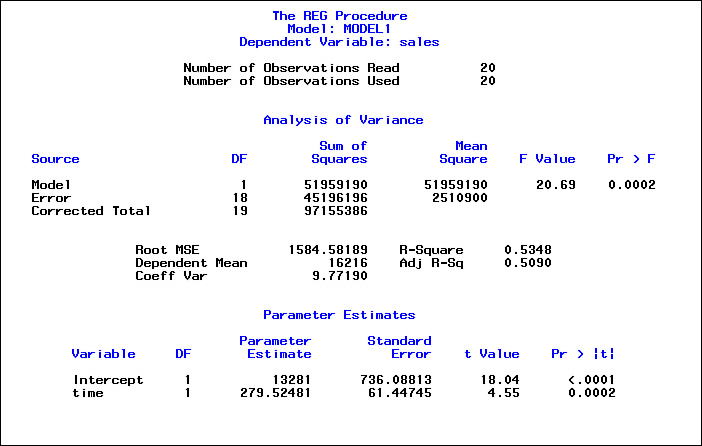 The REG Procedure
Model: MODEL1
Dependent Variable: sales
Number of Observations Read 20
Number of Observations Used 20
Analysis of Variance
Sum of Mean
Source DF Squares Square F Value Pr > F
Model 1 51959190 51959190 20.69 0.0002
Error 18 45196196 2510900
Corrected Total 19 97155386
Root MSE 1584.58189 R-Square 0.5348
Dependent Mean 16216 Adj R-Sq 0.5090
Coeff Var 9.77190
Parameter Estimates
Parameter Standard
Variable DF Estimate Error t Value Pr > |t|
Intercept 1 13281 736.08813 18.04 <.0001
time 1 279.52481 61.44745 4.55 0.0002